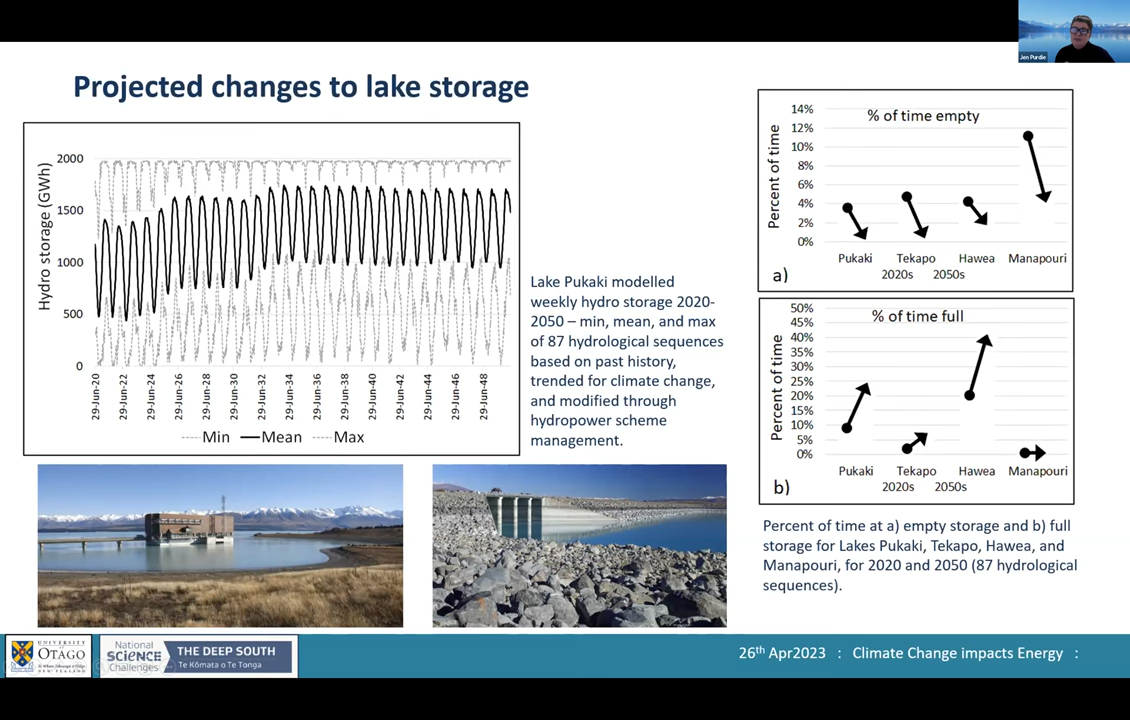 Jen Purdie
Projected changes to lake storage
Hydro storage (GWh)
2000
1500
1000
500
0
29-Jun-20
29-Jun-22
29-Jun-24
29-Jun-26
29-Jun-28
29-Jun-30
29-Jun-32
29-Jun-34
29-Jun-36
29-Jun-38
29-Jun-40
29-Jun-42
29-Jun-44
29-Jun-46
29-Jun-48
Min Mean Max
Lake Pukaki modelled
weekly hydro storage 2020-
2050 – min, mean, and max
of 87 hydrological sequences
based on past history,
trended for climate change,
and modified through
hydropower scheme
management.
% of time empty
Percent of time
14%
12%
10%
8%
6%
4%
2%
0%
Pukaki Tekapo Hawea Manapouri
2020s 2050s
a)
% of time full
Percent of time
50%
45%
40%
35%
30%
25%
20%
15%
10%
5%
0%
Pukaki Tekapo Hawea Manapouri
2020s 2050s
b)
Percent of time at a) empty storage and b) full
storage for Lakes Pukaki, Tekapo, Hawea, and
Manapouri, for 2020 and 2050 (87 hydrological
sequences).
UNIVERSITY
of
OTAGO
NEW ZEALAND
National
SCIENCE
Challenges
THE DEEP SOUTH
Te Kōmata o Te Tonga
26th Apr2023 : Climate Change impacts Energy :